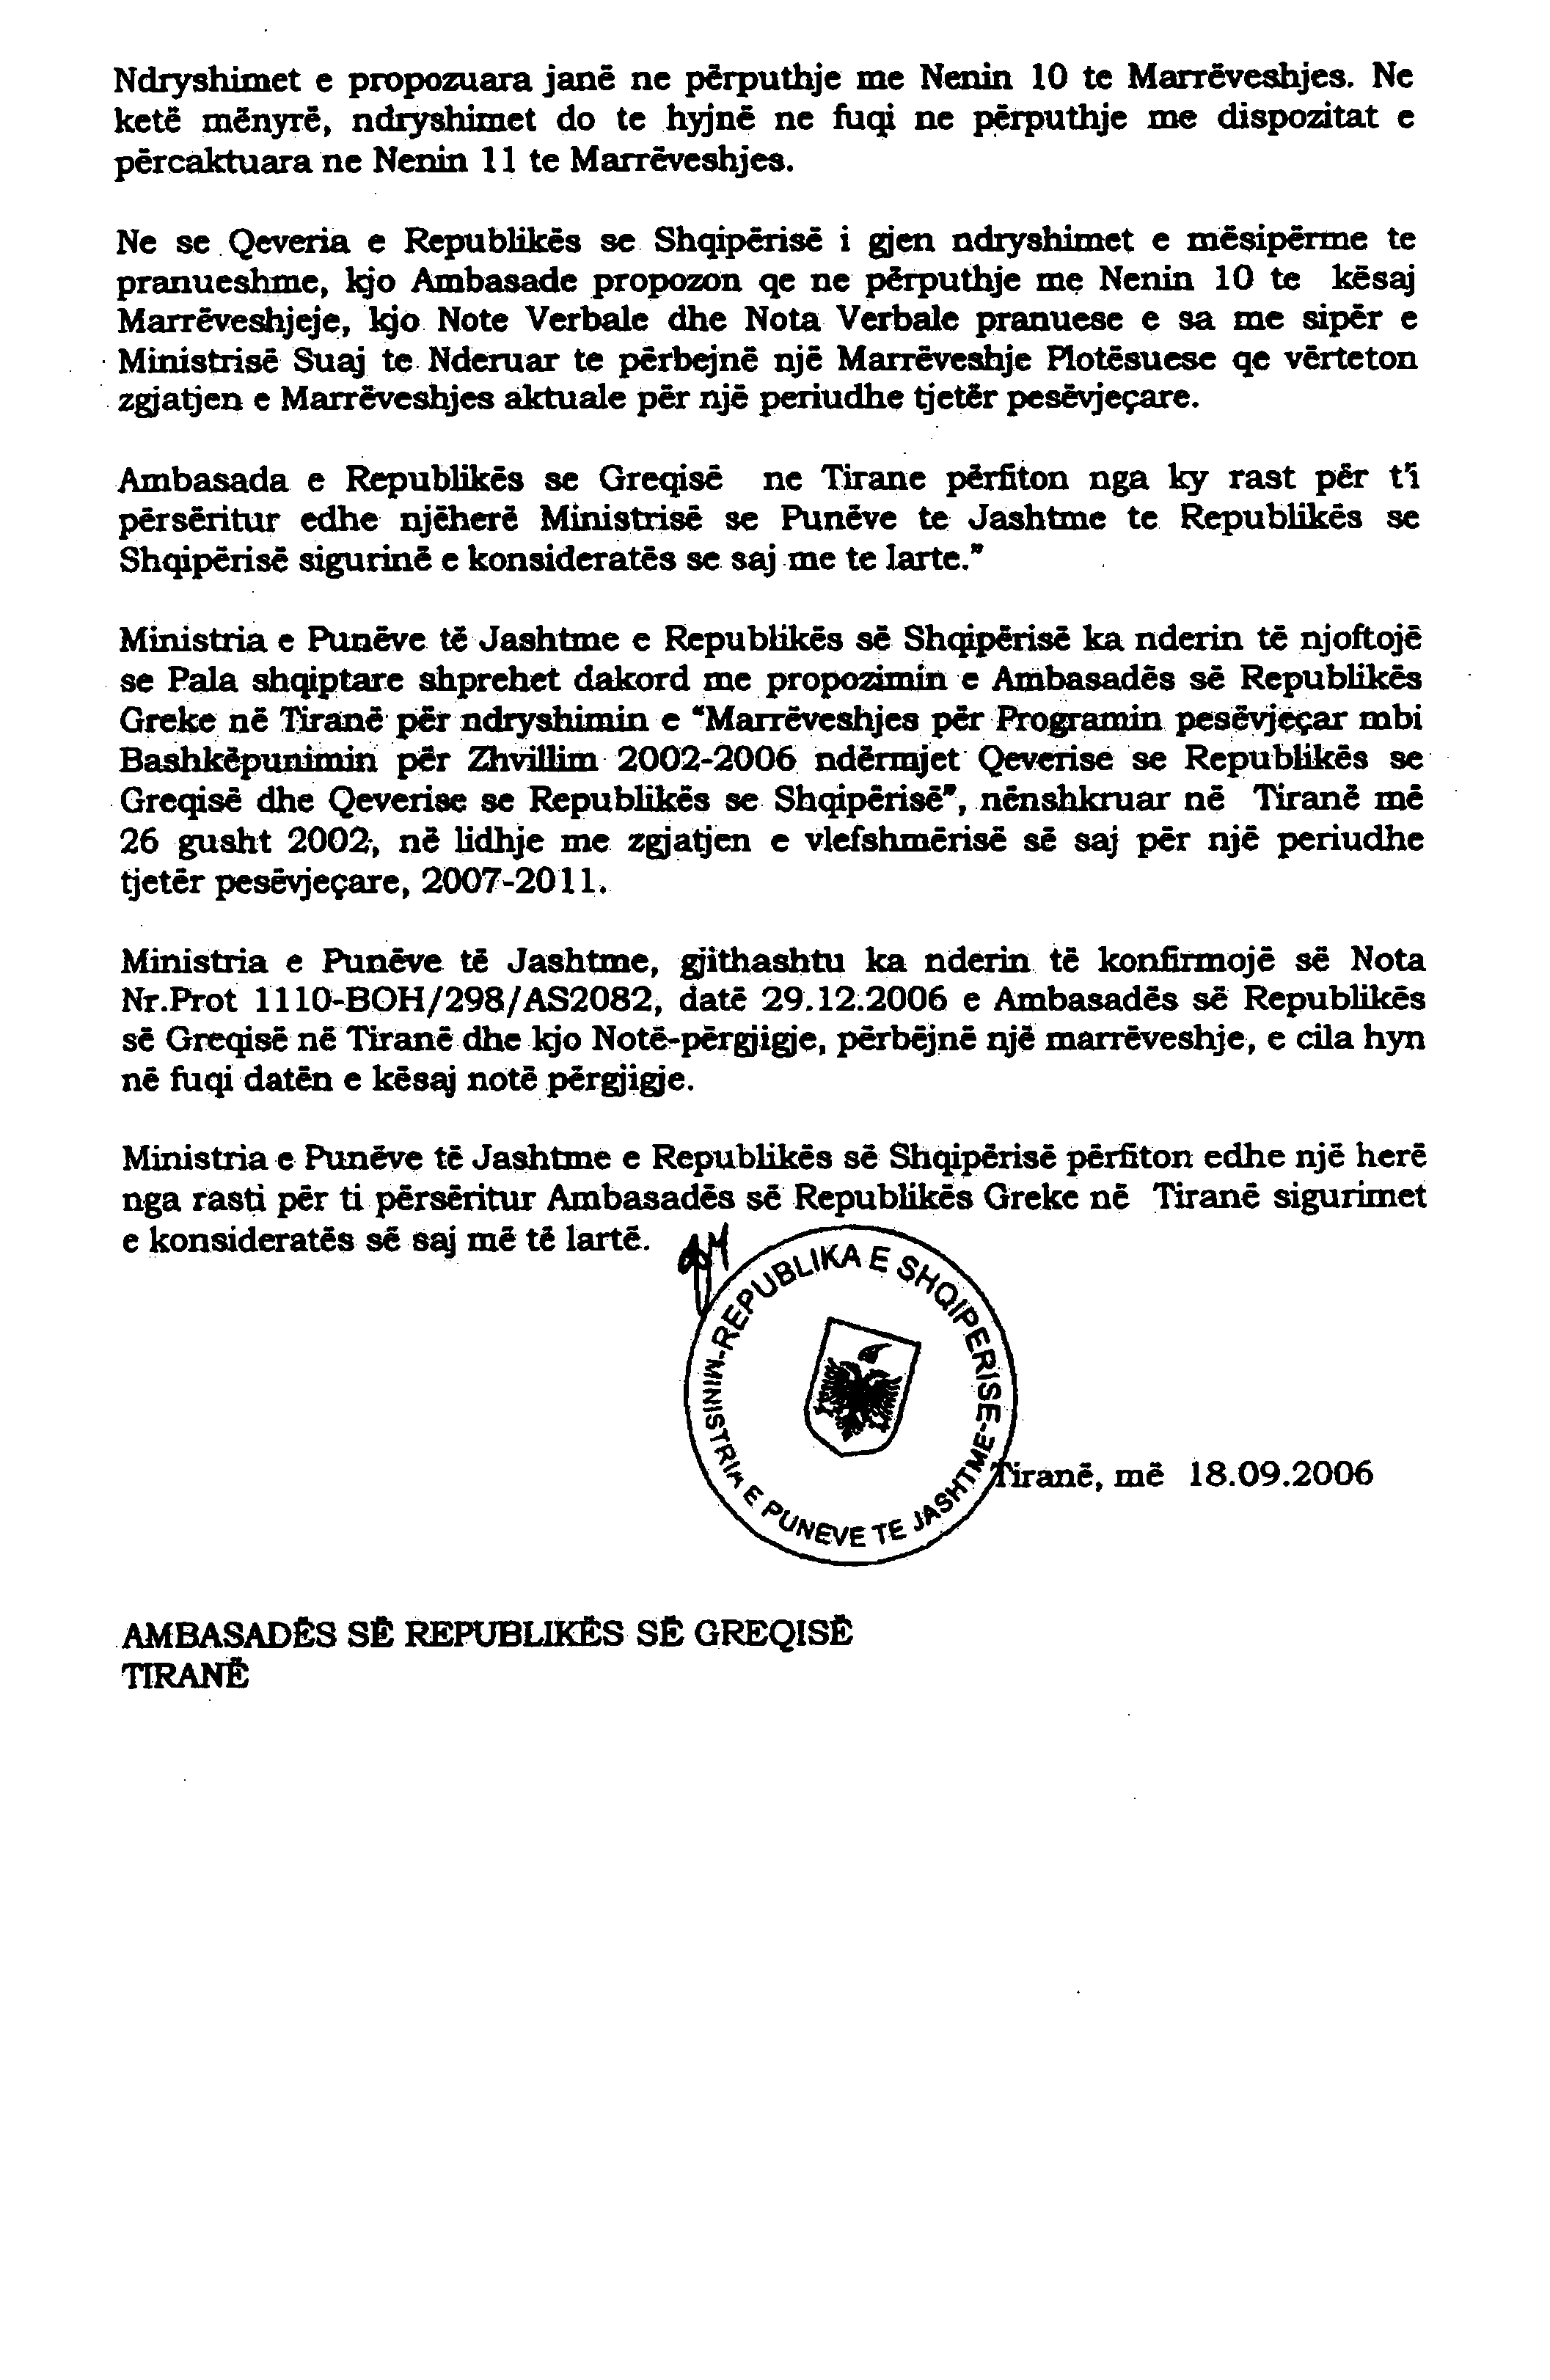 Ndryshimet e propozuara janë ne përputhje me Nenin 10 te Marrëveshjes. Ne
ketë mënyrë, ndryshimet do te hyjnë ne fuqi ne përputhje me dispozitat e
përcaktuara ne Nenin 11 te Marrëveshjes.
Ne se Qeveria e Republikës se Shqipërisë i gjen ndryshimet e mësipërme te
pranueshme, kjo Ambasade propozon qe ne përputhje me Nenin 10 te kësaj
Marrëveshjeje, kjo Note Verbale dhe Nota Verbale pranuese e sa me sipër e
Ministrisë Suaj te Nderuar te përbejnë një Marrëveshje Plotësuese qe vërteton
zgjatjen e Marrëveshjes aktuale për një periudhe tjetër pesëvjeçare.
Ambasada e Republikës se Greqisë ne Tirane përfiton nga ky rast për t'i
përsëritur edhe njëherë Ministrisë se Punëve te Jashtme te Republikës se
Shqipërisë sigurinë e konsideratës se saj me te larte."
Ministria e Punëve të Jashtme e Republikës së Shqipërisë ka nderin të njoftojë
se Pala shqiptare shprehet dakord me propozimin e Ambasadës së Republikës
Greke në Tiranë për ndryshimin e "Marrëveshjes për Programin pesëvjeçar mbi
Bashkëpunimin për Zhvillim 2002-2006 ndërmjet Qeverise se Republikës se
Greqisë dhe Qeverise se Republikës se Shqipërisë", nënshkruar në Tiranë më
26 gusht 2002, në lidhje me zgjatjen e vlefshmërisë së saj për një periudhe
tjetër pesëvjeçare, 2007-2011.
Ministria e Punëve të Jashtme, gjithashtu ka nderin të konfirmojë së Nota
Nr.Prot 1110-BOH/298/AS2082, datë 29.12.2006 e Ambasadës së Republikës
së Greqisë në Tiranë dhe kjo Notë-përgjigje, përbëjnë një marrëveshje, e cila hyn
në fuqi datën e kësaj notë përgjigje.
Ministria e Punëve të Jashtme e Republikës së Shqipërisë përfiton edhe një herë
nga rasti për ti përsëritur Ambasadës së Republikës Greke në Tiranë sigurimet
e konsideratës së saj më të lartë.
REPUBLIKA E SHQIPERISE-
MINISTRIA E PUNEVE TE JASHTME-
Tiranë, më 18.09.2006
AMBASADËS SË REPUBLIKËS SË GREQISË
TIRANË